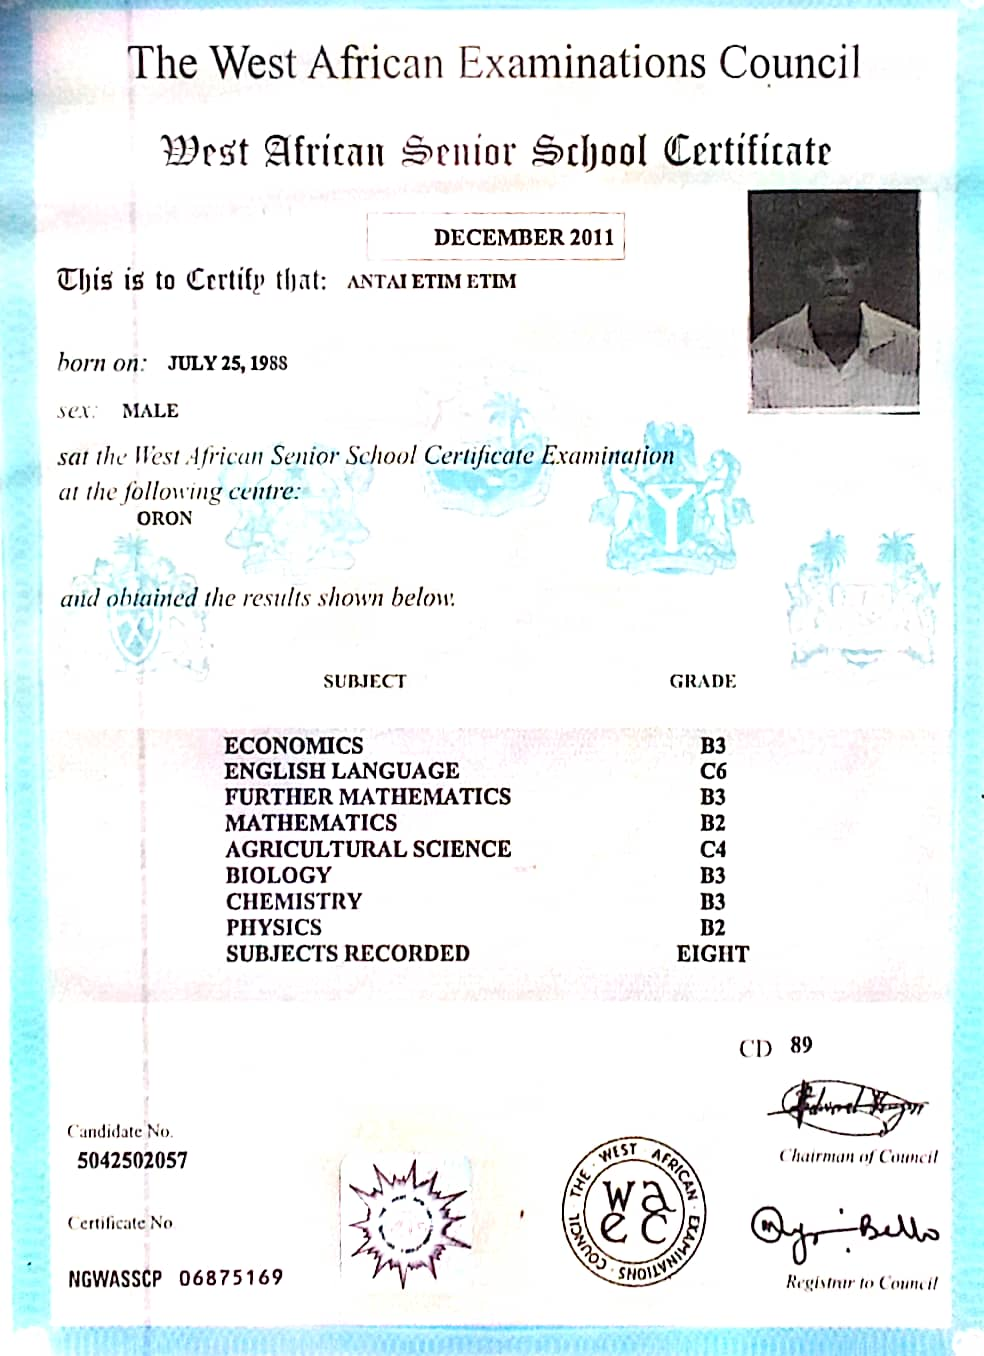 The West African Examinations Council
West African Senior School Certificate
DECEMBER 2011
This is to Certify that: ANTAI ETIM ETIM
born on: JULY 25, 1988
sex: MALE
sat the West African Senior School Certificate Examination
at the following centre:
ORON
and obtained the results shown below.
SUBJECT GRADE
ECONOMICS B3
ENGLISH LANGUAGE C6
FURTHER MATHEMATICS B3
MATHEMATICS B2
AGRICULTURAL SCIENCE C4
BIOLOGY B3
CHEMISTRY B3
PHYSICS B2
SUBJECTS RECORDED EIGHT
CD 89
Chairman of Council
Candidate No.
5042502057
THE · WEST AFRICAN · EXAMINATIONS · COUNCIL
wa
ec
Bello
Registrar to Council
Certificate No
NGWASSCP 06875169